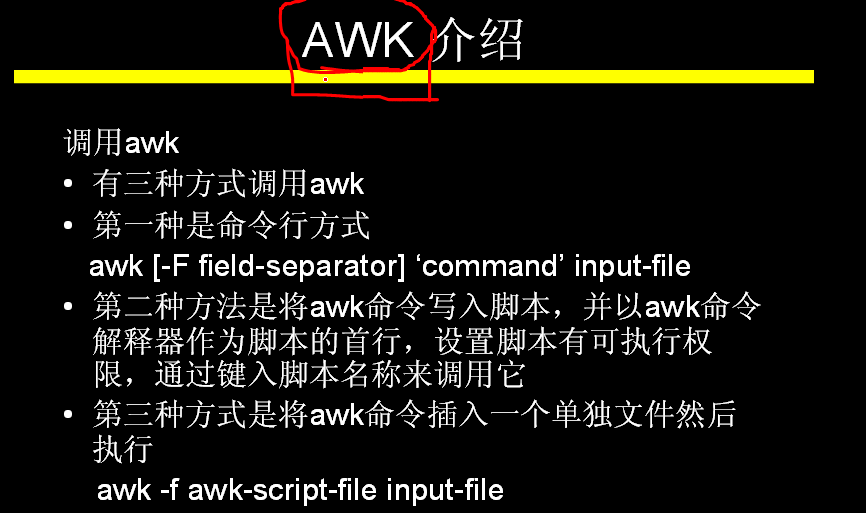 AWK 介绍
调用awk
• 有三种方式调用awk
• 第一种是命令行方式
awk [-F field-separator] ‘command’ input-file
• 第二种方法是将awk命令写入脚本，并以awk命令
解释器作为脚本的首行，设置脚本有可执行权
限，通过键入脚本名称来调用它
• 第三种方式是将awk命令插入一个单独文件然后
执行
awk -f awk-script-file input-file